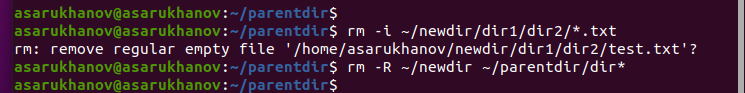 asarukhanov@asarukhanov:~/parentdir$
asarukhanov@asarukhanov:~/parentdir$ rm -i ~/newdir/dir1/dir2/*.txt
rm: remove regular empty file '/home/asarukhanov/newdir/dir1/dir2/test.txt'?
asarukhanov@asarukhanov:~/parentdir$ rm -R ~/newdir ~/parentdir/dir*
asarukhanov@asarukhanov:~/parentdir$